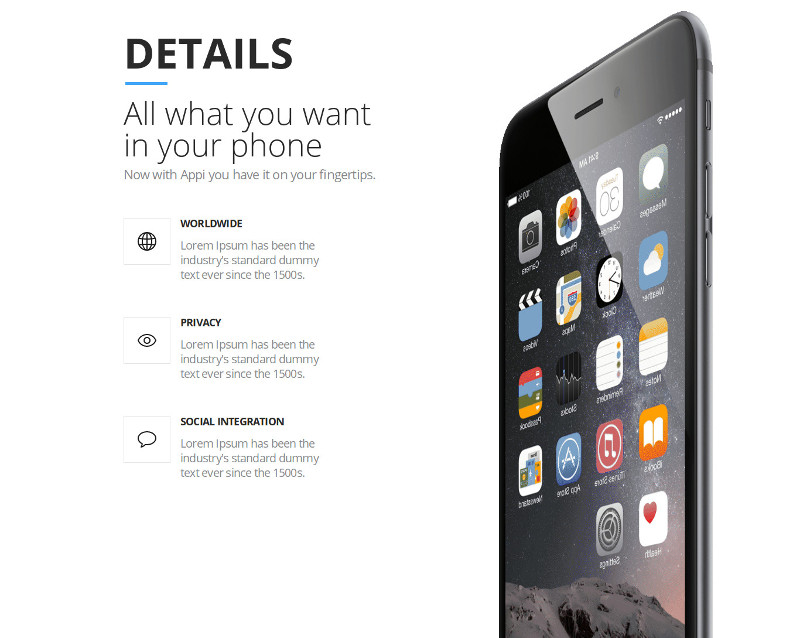 DETAILS
All what you want
in your phone
Now with Appi you have it on your fingertips.
WORLDWIDE
Lorem Ipsum has been the
industry's standard dummy
text ever since the 1500s.
PRIVACY
Lorem Ipsum has been the
industry's standard dummy
text ever since the 1500s.
SOCIAL INTEGRATION
Lorem Ipsum has been the
industry's standard dummy
text ever since the 1500s.
9:41 AM
100%
Messages
Calendar
Photos
Camera
Weather
Clock
Maps
Videos
Notes
Reminders
Stocks
Passbook
iBooks
iTunes Store
App Store
Newsstand
Health
Settings